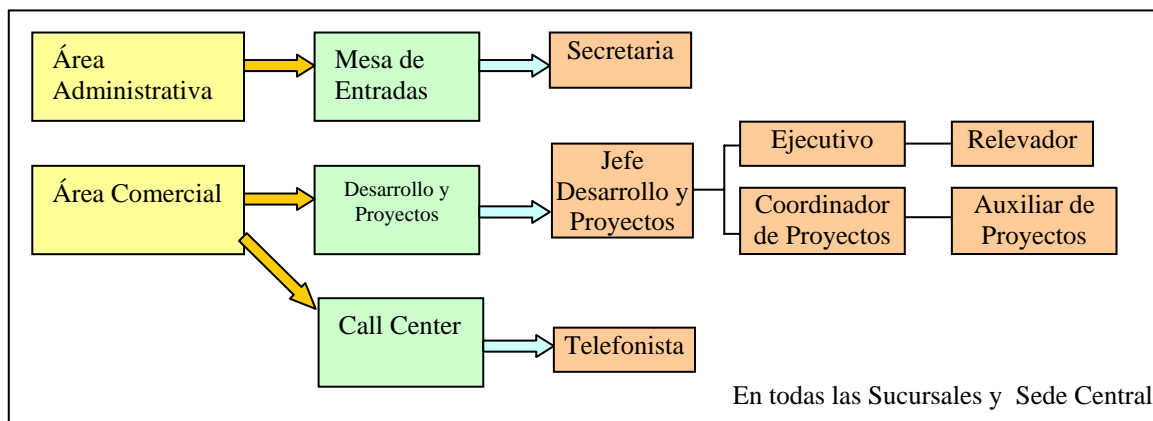 Área
Administrativa
Mesa de
Entradas
Secretaria
Área Comercial
Desarrollo y
Proyectos
Jefe
Desarrollo y
Proyectos
Ejecutivo
Relevador
Coordinador
de Proyectos
Auxiliar de
Proyectos
Call Center
Telefonista
En todas las Sucursales y Sede Central